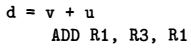 d = v + u
ADD R1, R3, R1